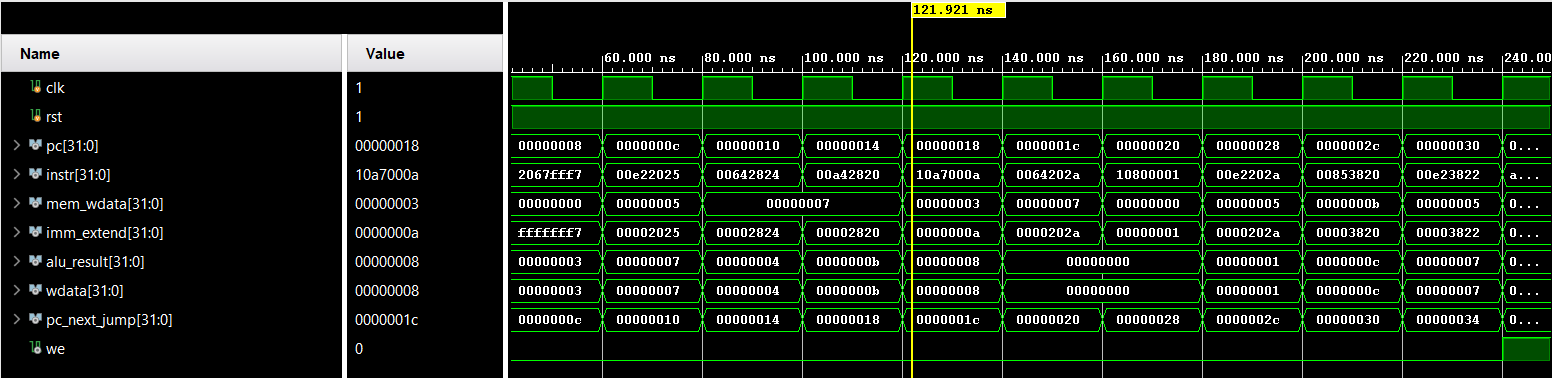 121.921 ns
Name Value 60.000 ns 80.000 ns 100.000 ns 120.000 ns 140.000 ns 160.000 ns 180.000 ns 200.000 ns 220.000 ns 240.00
clk 1
rst 1
pc[31:0] 00000018 00000008 0000000c 00000010 00000014 00000018 0000001c 00000020 00000028 0000002c 00000030 0...
instr[31:0] 10a7000a 2067fff7 00e22025 00642824 00a42820 10a7000a 0064202a 10800001 00e2202a 00853820 00e23822 a...
mem_wdata[31:0] 00000003 00000000 00000005 00000007 00000003 00000007 00000000 00000005 0000000b 00000005 0...
imm_extend[31:0] 0000000a fffffff7 00002025 00002824 00002820 0000000a 0000202a 00000001 0000202a 00003820 00003822 0...
alu_result[31:0] 00000008 00000003 00000007 00000004 0000000b 00000008 00000000 00000001 0000000c 00000007 0...
wdata[31:0] 00000008 00000003 00000007 00000004 0000000b 00000008 00000000 00000001 0000000c 00000007 0...
pc_next_jump[31:0] 0000001c 0000000c 00000010 00000014 00000018 0000001c 00000020 00000028 0000002c 00000030 00000034 0...
we 0